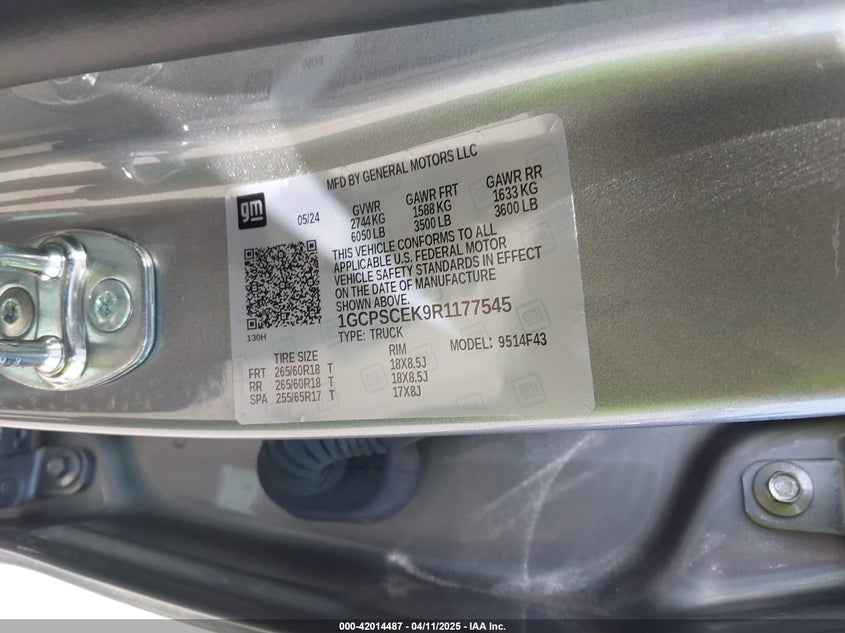 MFD BY GENERAL MOTORS LLC
gm
05/24
GVWR
2744 KG
6050 LB
GAWR FRT
1588 KG
3500 LB
GAWR RR
1633 KG
3600 LB
THIS VEHICLE CONFORMS TO ALL
APPLICABLE U.S. FEDERAL MOTOR
VEHICLE SAFETY STANDARDS IN EFFECT
ON THE DATE OF MANUFACTURE
SHOWN ABOVE.
130H
1GCPSCEK9R1177545
TYPE: TRUCK
MODEL: 9514F43
TIRE SIZE RIM
FRT 265/60R18 T 18X8.5J
RR 265/60R18 T 18X8.5J
SPA 255/65R17 T 17X8J
000-42014487 - 04/11/2025 - IAA Inc.